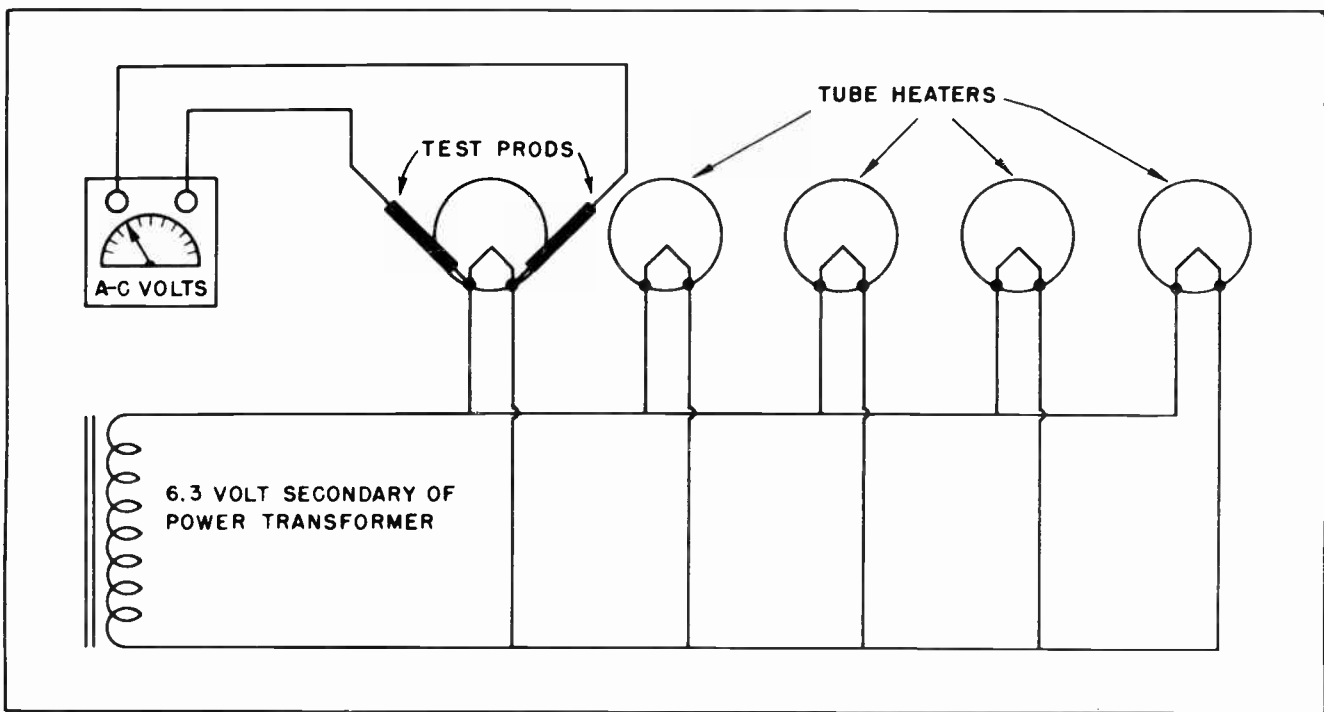 TUBE HEATERS
TEST PRODS
A-C VOLTS
6.3 VOLT SECONDARY OF
POWER TRANSFORMER